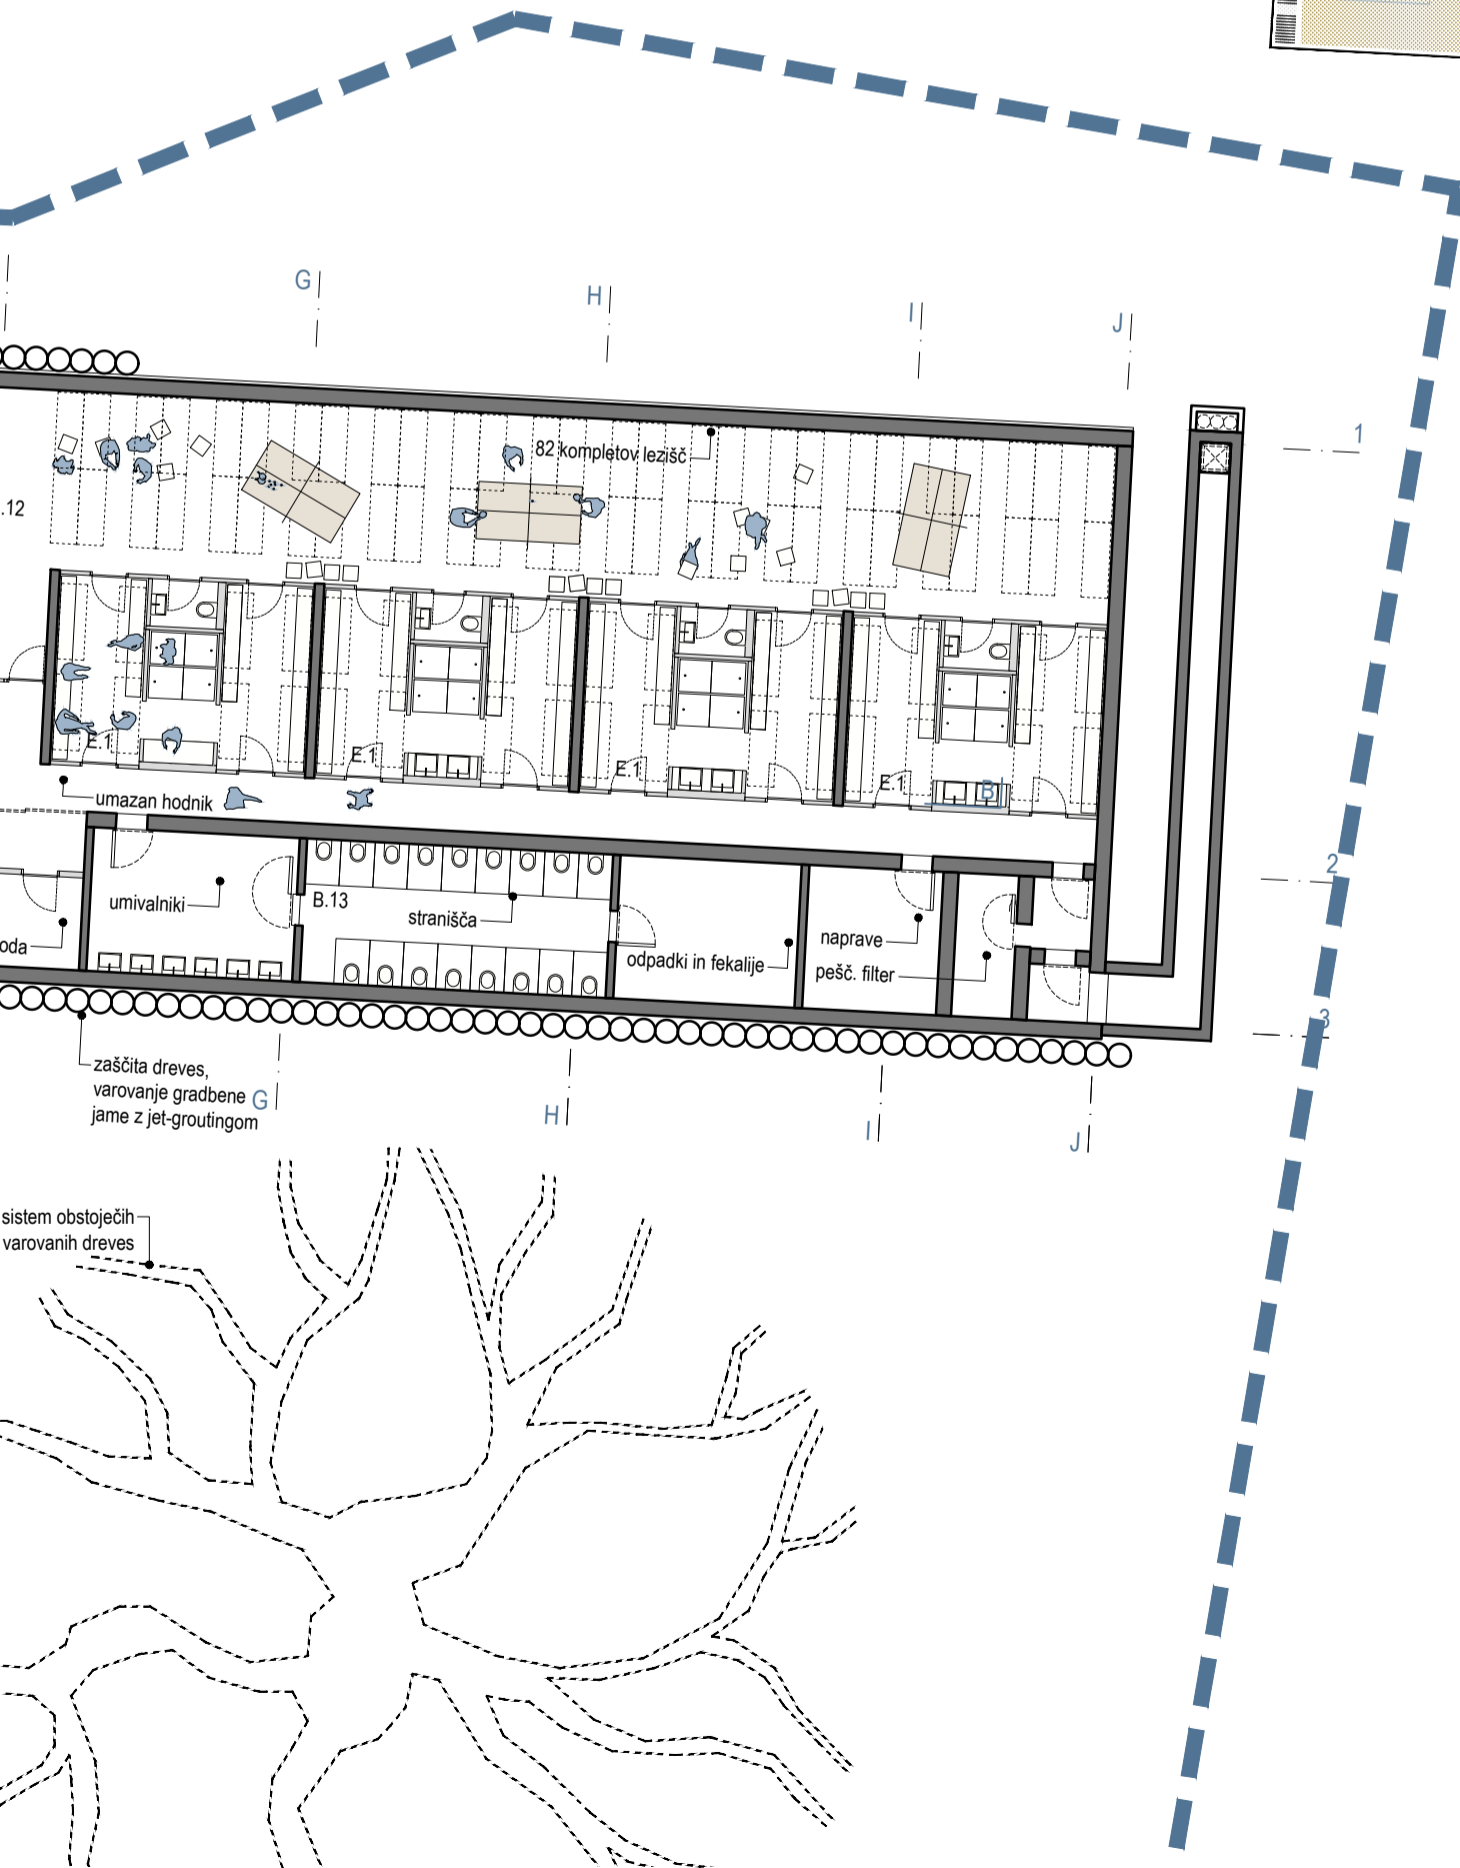 G
H
I
J
1
82 kompletov ležišč
.12
E.1
E.1
E.1
E.1
B
umazan hodnik
2
umivalniki
B.13
stranišča
oda
odpadki in fekalije
naprave
pešč. filter
3
zaščita dreves,
varovanje gradbene
jame z jet-groutingom
G
H
I
J
sistem obstoječih
varovanih dreves